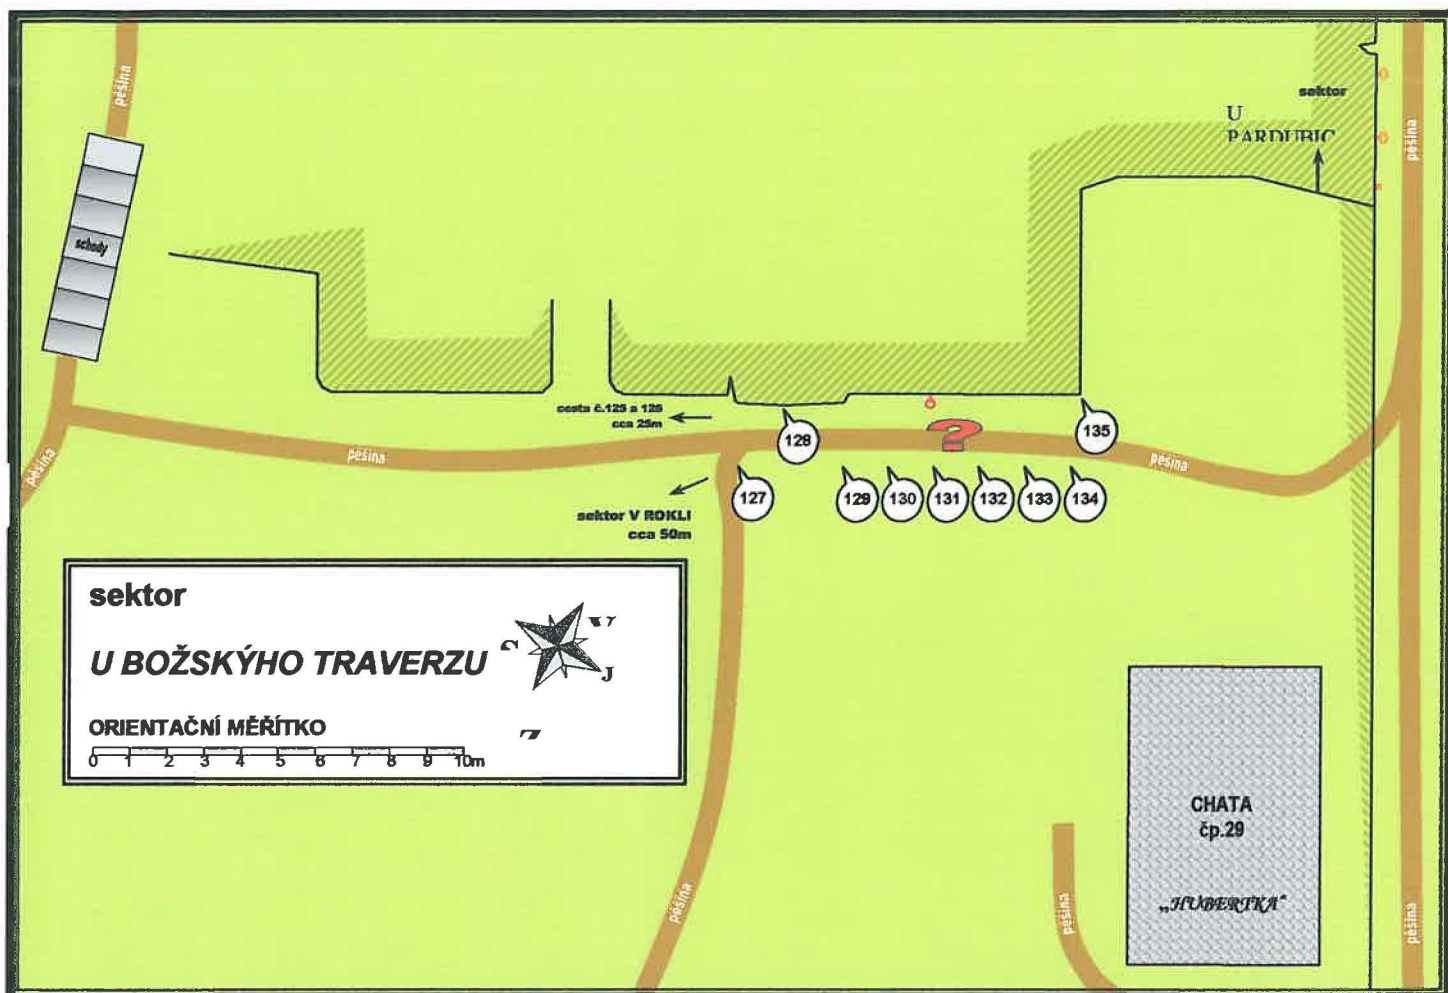 pěšina
sektor
U
PARDUBIC
pěšina
schody
cesta č.125 a 126
cca 25m
128
135
pěšina
pěšina
pěšina
?
127
129
130
131
132
133
134
sektor V ROKLI
cca 50m
sektor
U BOŽSKÝHO TRAVERZU
J
ORIENTAČNÍ MĚŘÍTKO
0 1 2 3 4 5 6 7 8 9 10m
CHATA
čp.29
„HUBERTKA"
pěšina
pěšina
pěšina